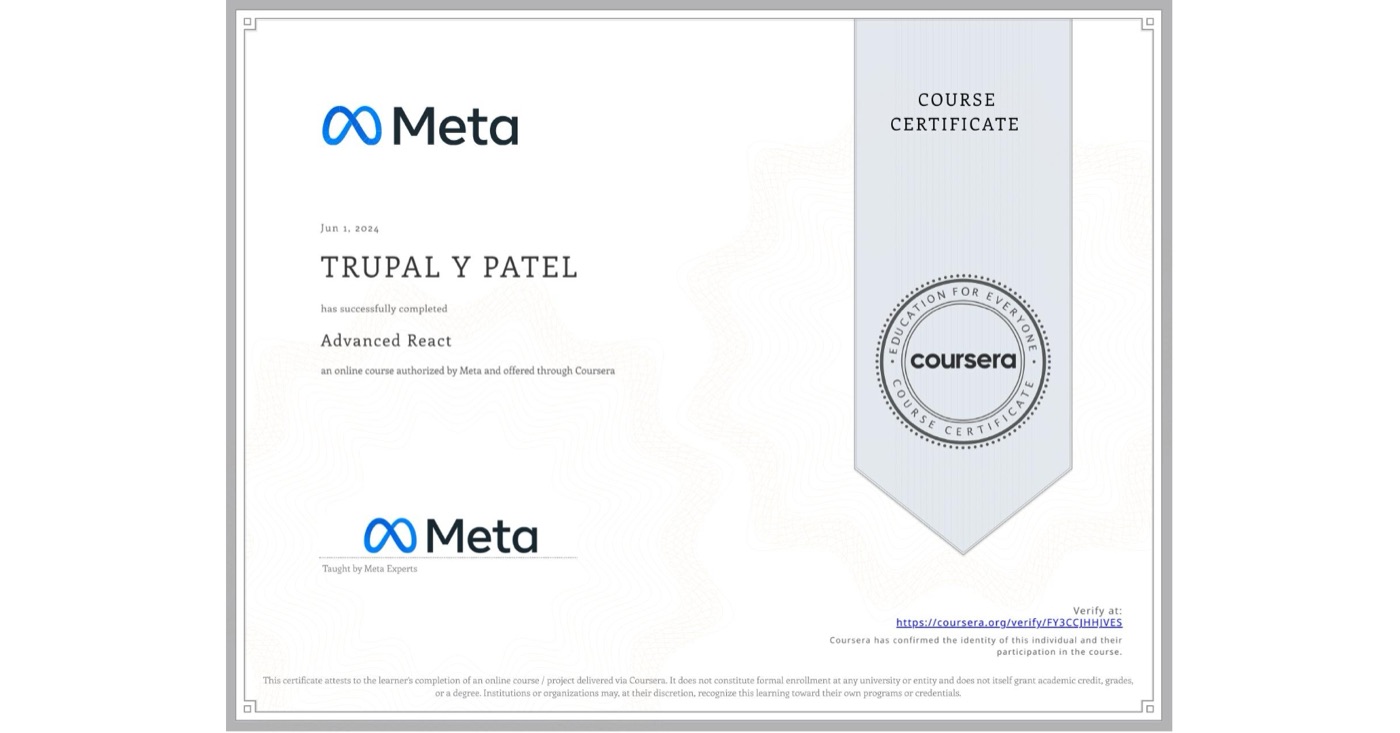 COURSE
CERTIFICATE
Meta
Jun 1, 2024
TRUPAL Y PATEL
has successfully completed
Advanced React
an online course authorized by Meta and offered through Coursera
EDUCATION FOR EVERYONE
coursera
COURSE CERTIFICATE
Meta
Taught by Meta Experts
Verify at:
https://coursera.org/verify/FY3CCJHHJVES
Coursera has confirmed the identity of this individual and their
participation in the course.
This certificate attests to the learner's completion of an online course / project delivered via Coursera. It does not constitute formal enrollment at any university or entity and does not itself grant academic credit, grades,
or a degree. Institutions or organizations may, at their discretion, recognize this learning toward their own programs or credentials.